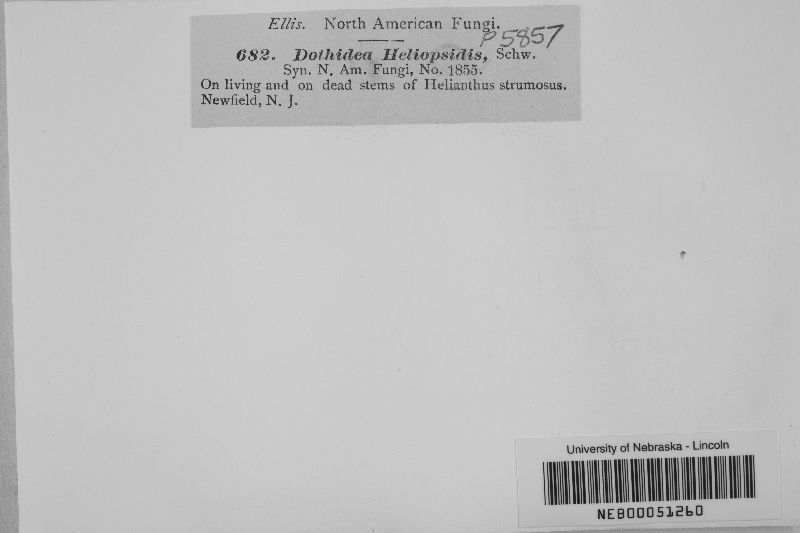 Ellis. North American Fungi.
P 5857
682. Dothidea Heliopsidis, Schw.
Syn. N. Am. Fungi, No. 1855.
On living and on dead stems of Helianthus strumosus.
Newfield, N. J.
University of Nebraska - Lincoln
NEB00051260